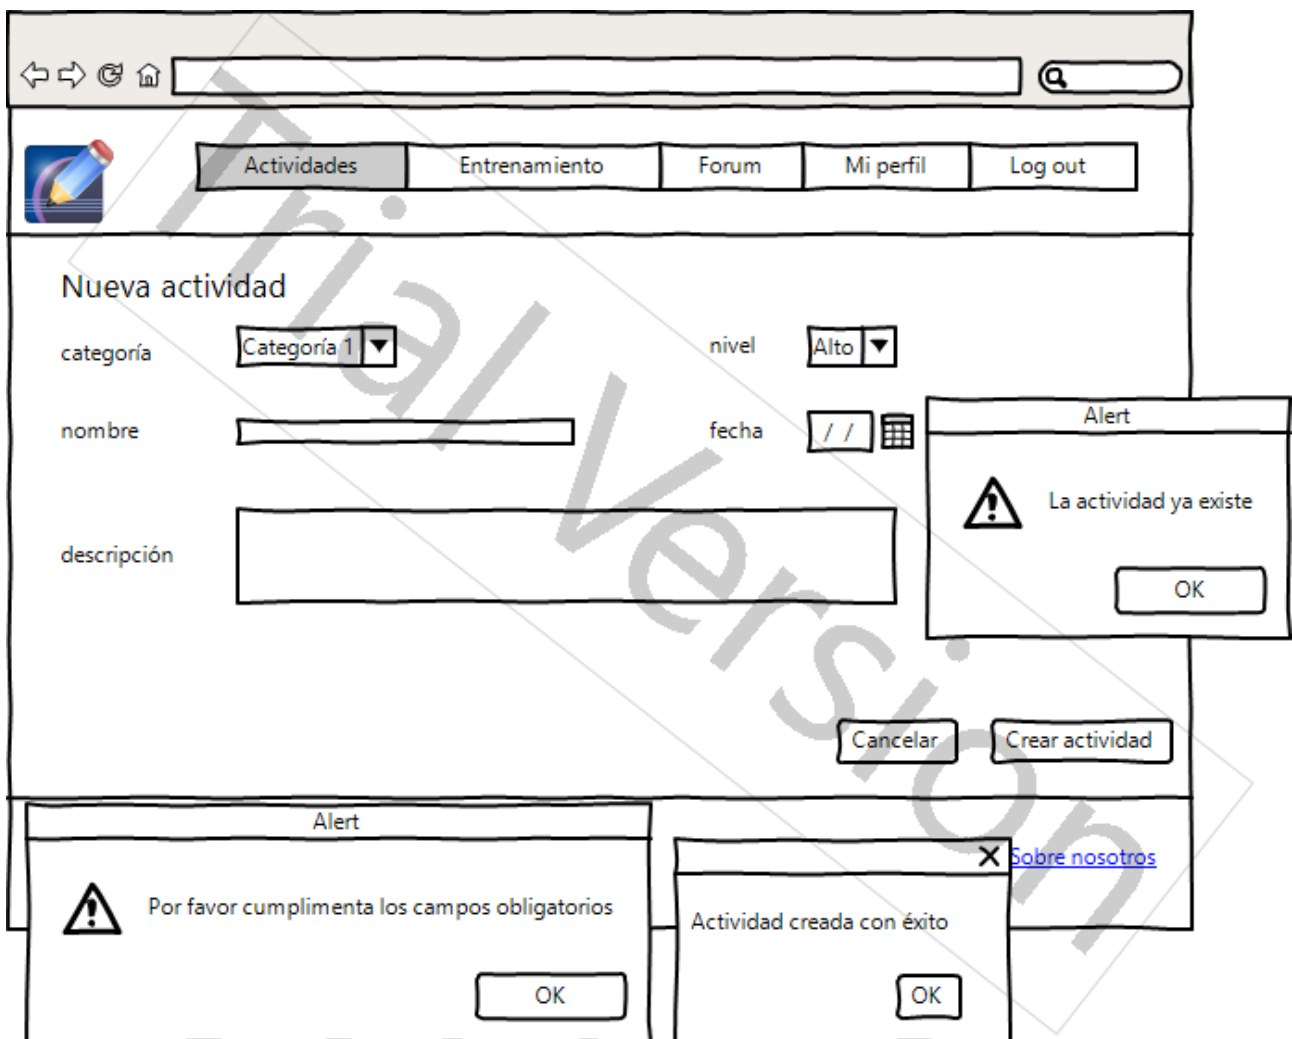 Actividades Entrenamiento Forum Mi perfil Log out
Nueva actividad
categoría Categoría 1 nivel Alto
nombre fecha / /
Alert
La actividad ya existe
OK
descripción
Cancelar Crear actividad
Alert
Por favor cumplimenta los campos obligatorios
OK
Sobre nosotros
Actividad creada con éxito
OK
Trial Version